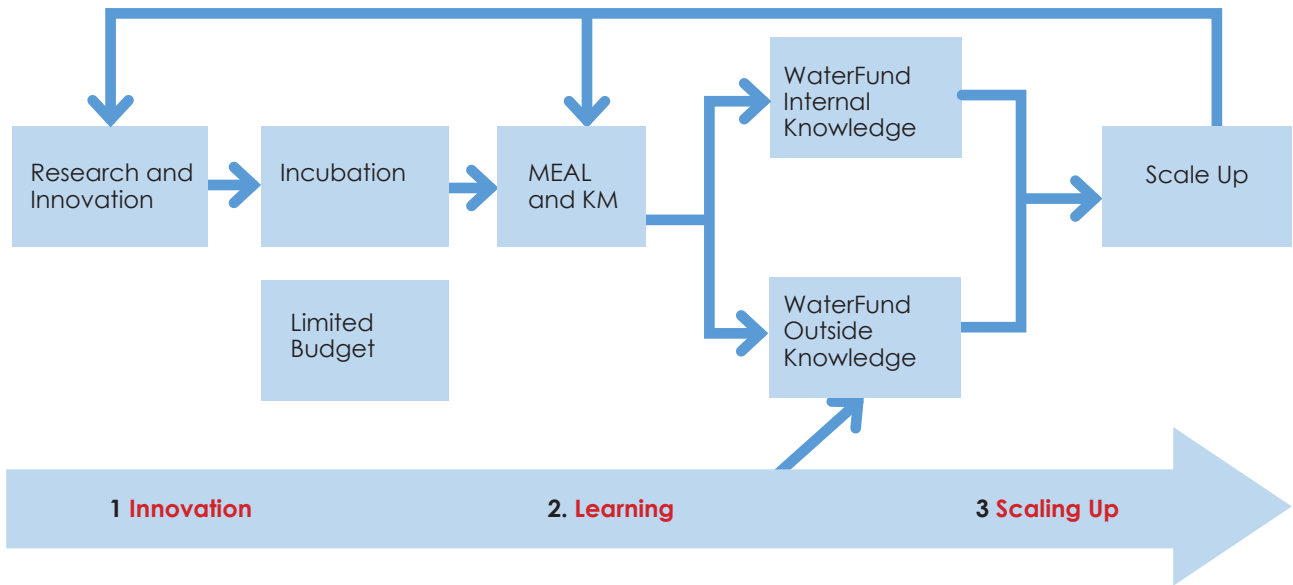 Research and
Innovation
Incubation
MEAL
and KM
WaterFund
Internal
Knowledge
Scale Up
Limited
Budget
WaterFund
Outside
Knowledge
1 Innovation
2. Learning
3 Scaling Up